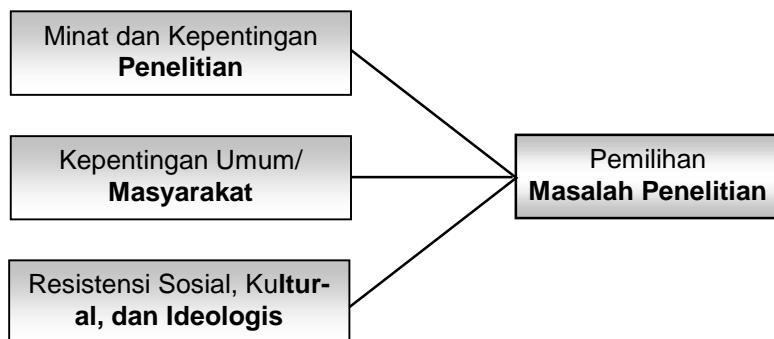 Minat dan Kepentingan
Penelitian
Kepentingan Umum/
Masyarakat
Pemilihan
Masalah Penelitian
Resistensi Sosial, Kultur-
al, dan Ideologis